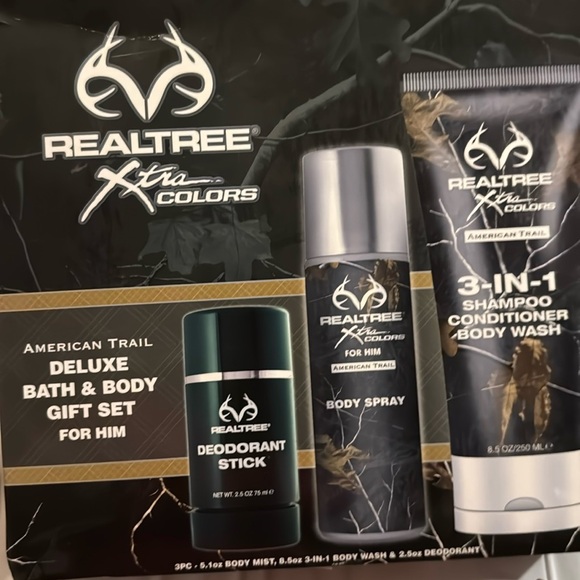 REALTREE®
Xtra COLORS
AMERICAN TRAIL
DELUXE
BATH & BODY
GIFT SET
FOR HIM
REALTREE
DEODORANT
STICK
NET WT. 2.5 OZ 75 ml ℮
REALTREE
Xtra COLORS
FOR HIM
AMERICAN TRAIL
BODY SPRAY
REALTREE
Xtra COLORS
AMERICAN TRAIL
3-IN-1
SHAMPOO
CONDITIONER
BODY WASH
8.5 OZ/250 ML ℮
3PC - 5.1oz BODY MIST, 8.5oz 3-IN-1 BODY WASH & 2.5oz DEODORANT